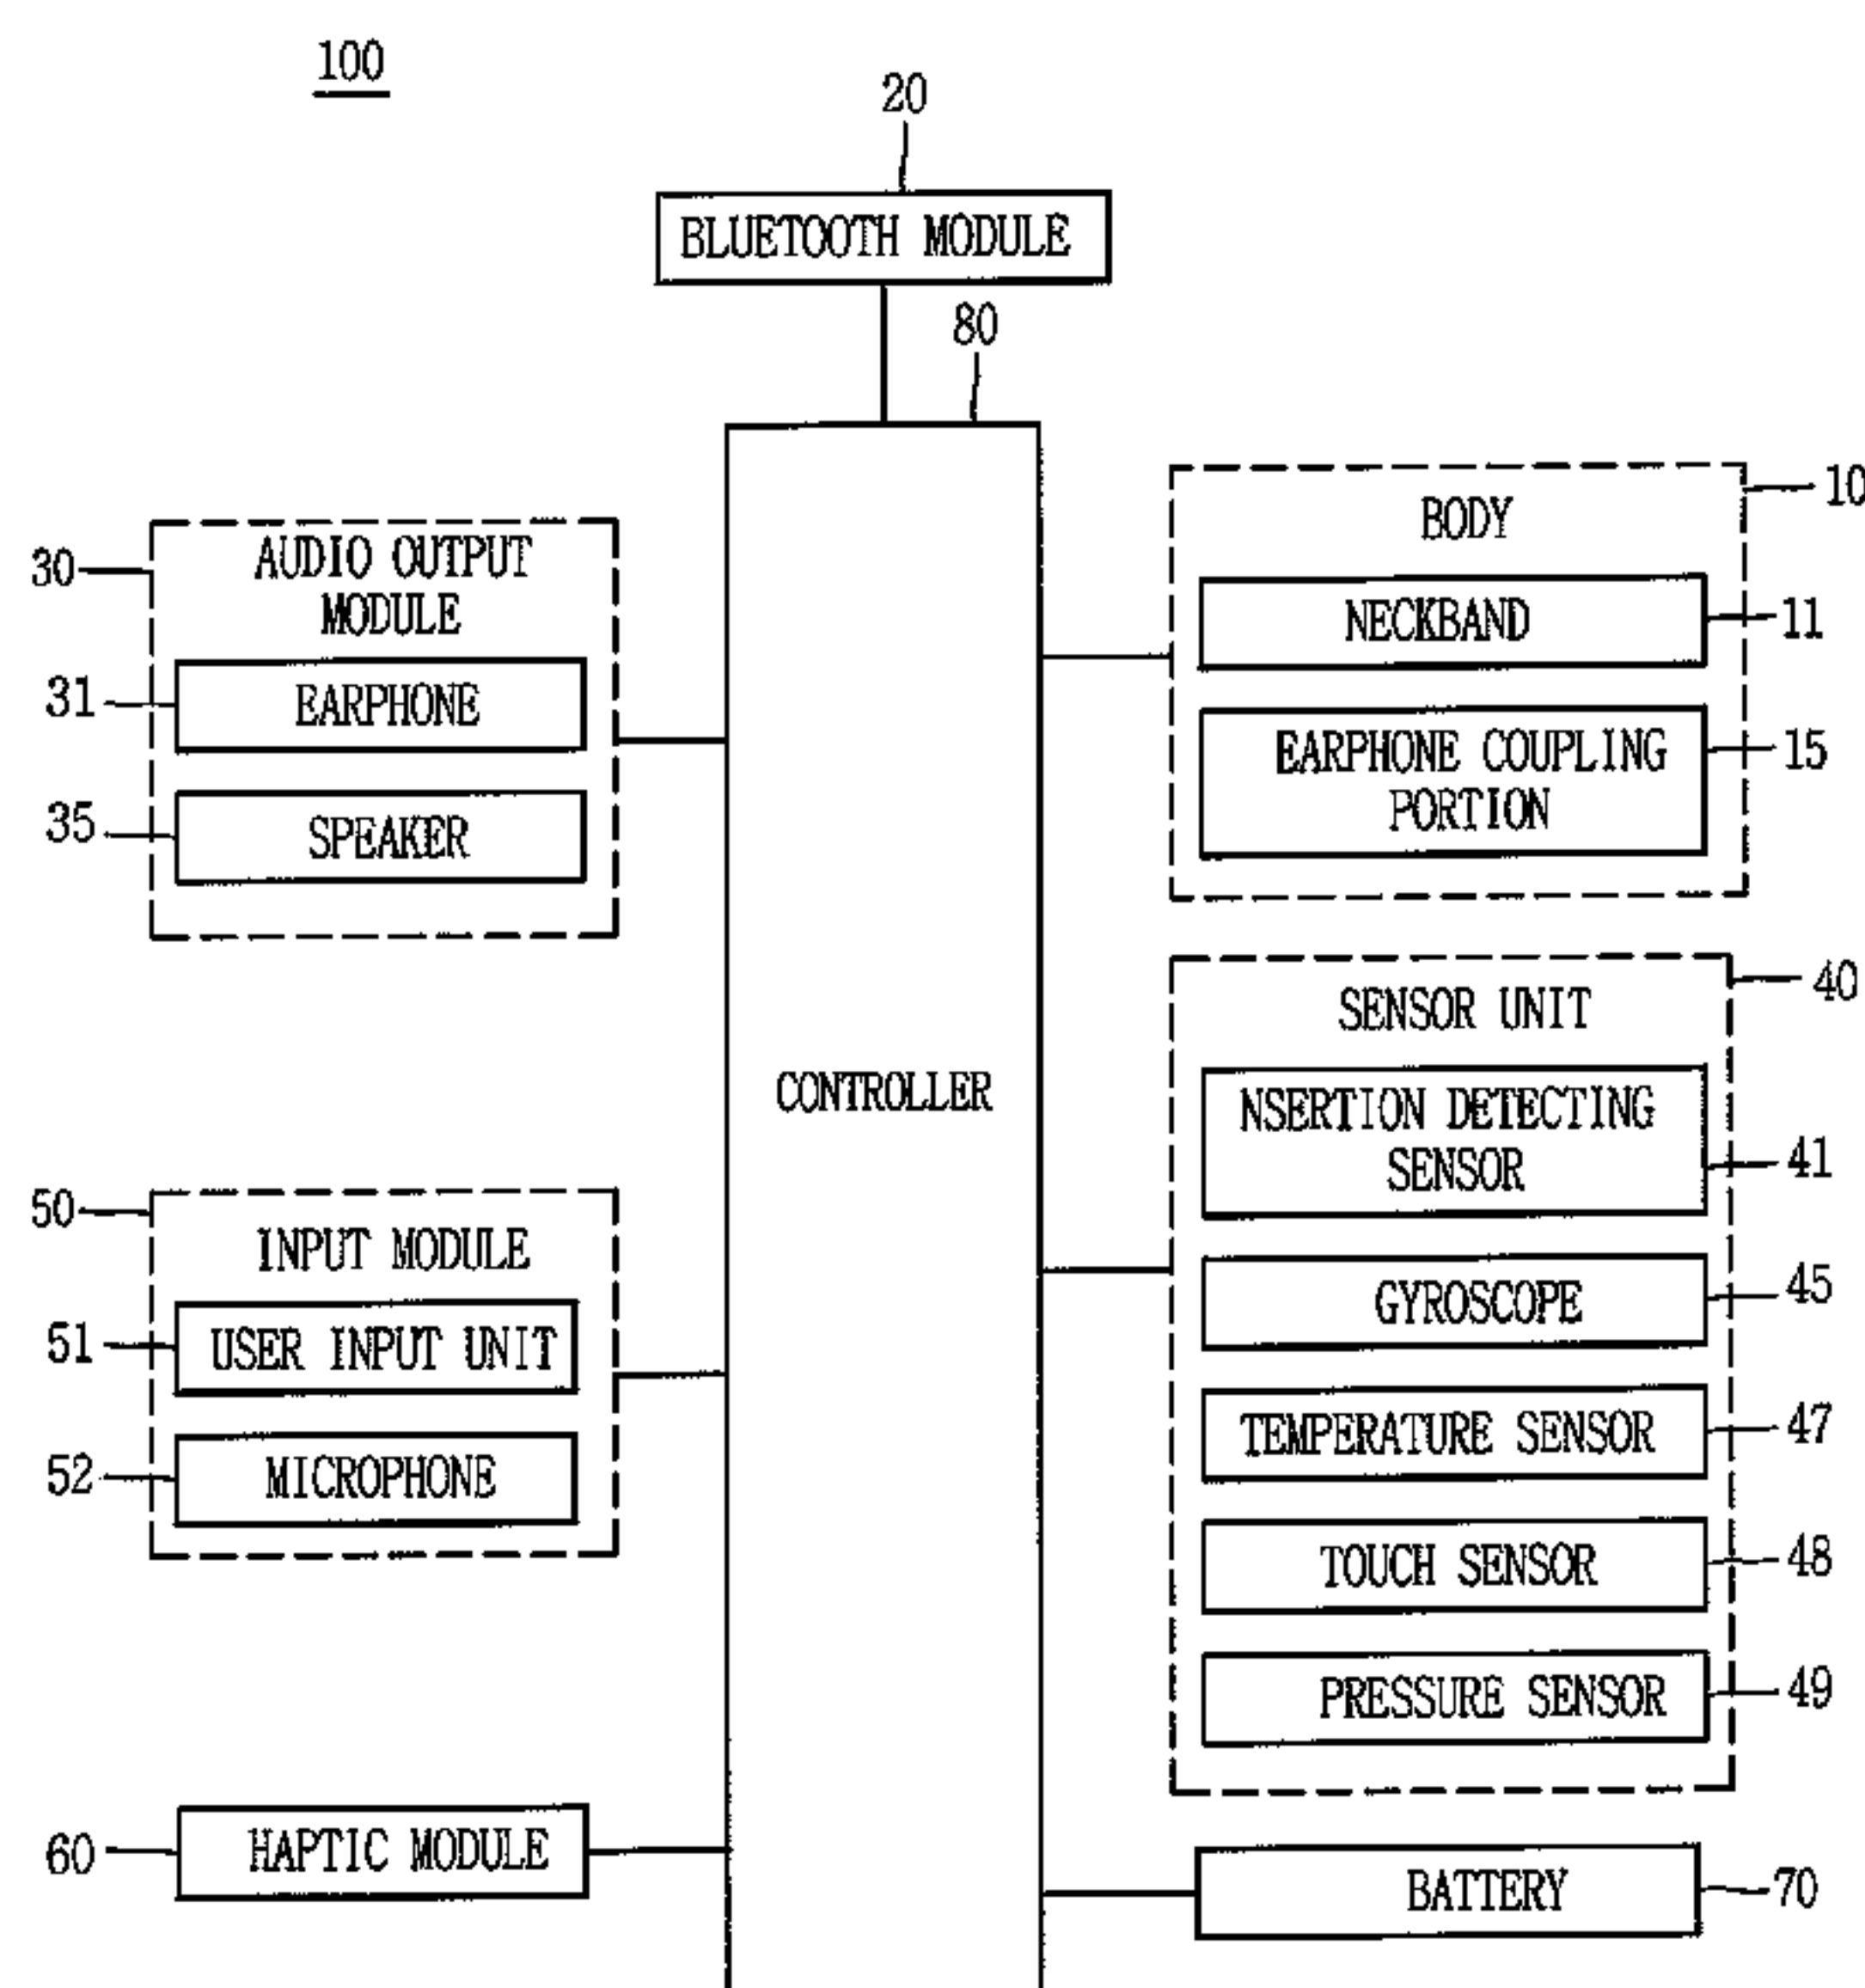 100
20
BLUETOOTH MODULE
80
10
BODY
NECKBAND
11
EARPHONE COUPLING
PORTION
15
30
AUDIO OUTPUT
MODULE
31
EARPHONE
35
SPEAKER
CONTROLLER
40
SENSOR UNIT
NSERTION DETECTING
SENSOR
41
GYROSCOPE
45
TEMPERATURE SENSOR
47
TOUCH SENSOR
48
PRESSURE SENSOR
49
50
INPUT MODULE
51
USER INPUT UNIT
52
MICROPHONE
60
HAPTIC MODULE
BATTERY
70